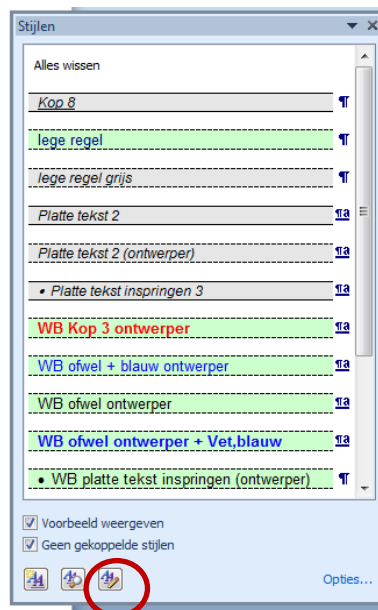 Stijlen
Alles wissen
Kop 8 ¶
lege regel ¶
lege regel grijs ¶
Platte tekst 2 ¶a
Platte tekst 2 (ontwerper) ¶a
• Platte tekst inspringen 3 ¶a
WB Kop 3 ontwerper ¶a
WB ofwel + blauw ontwerper ¶a
WB ofwel ontwerper ¶a
WB ofwel ontwerper + Vet,blauw ¶a
• WB platte tekst inspringen (ontwerper) ¶
Voorbeeld weergeven
Geen gekoppelde stijlen
Opties...